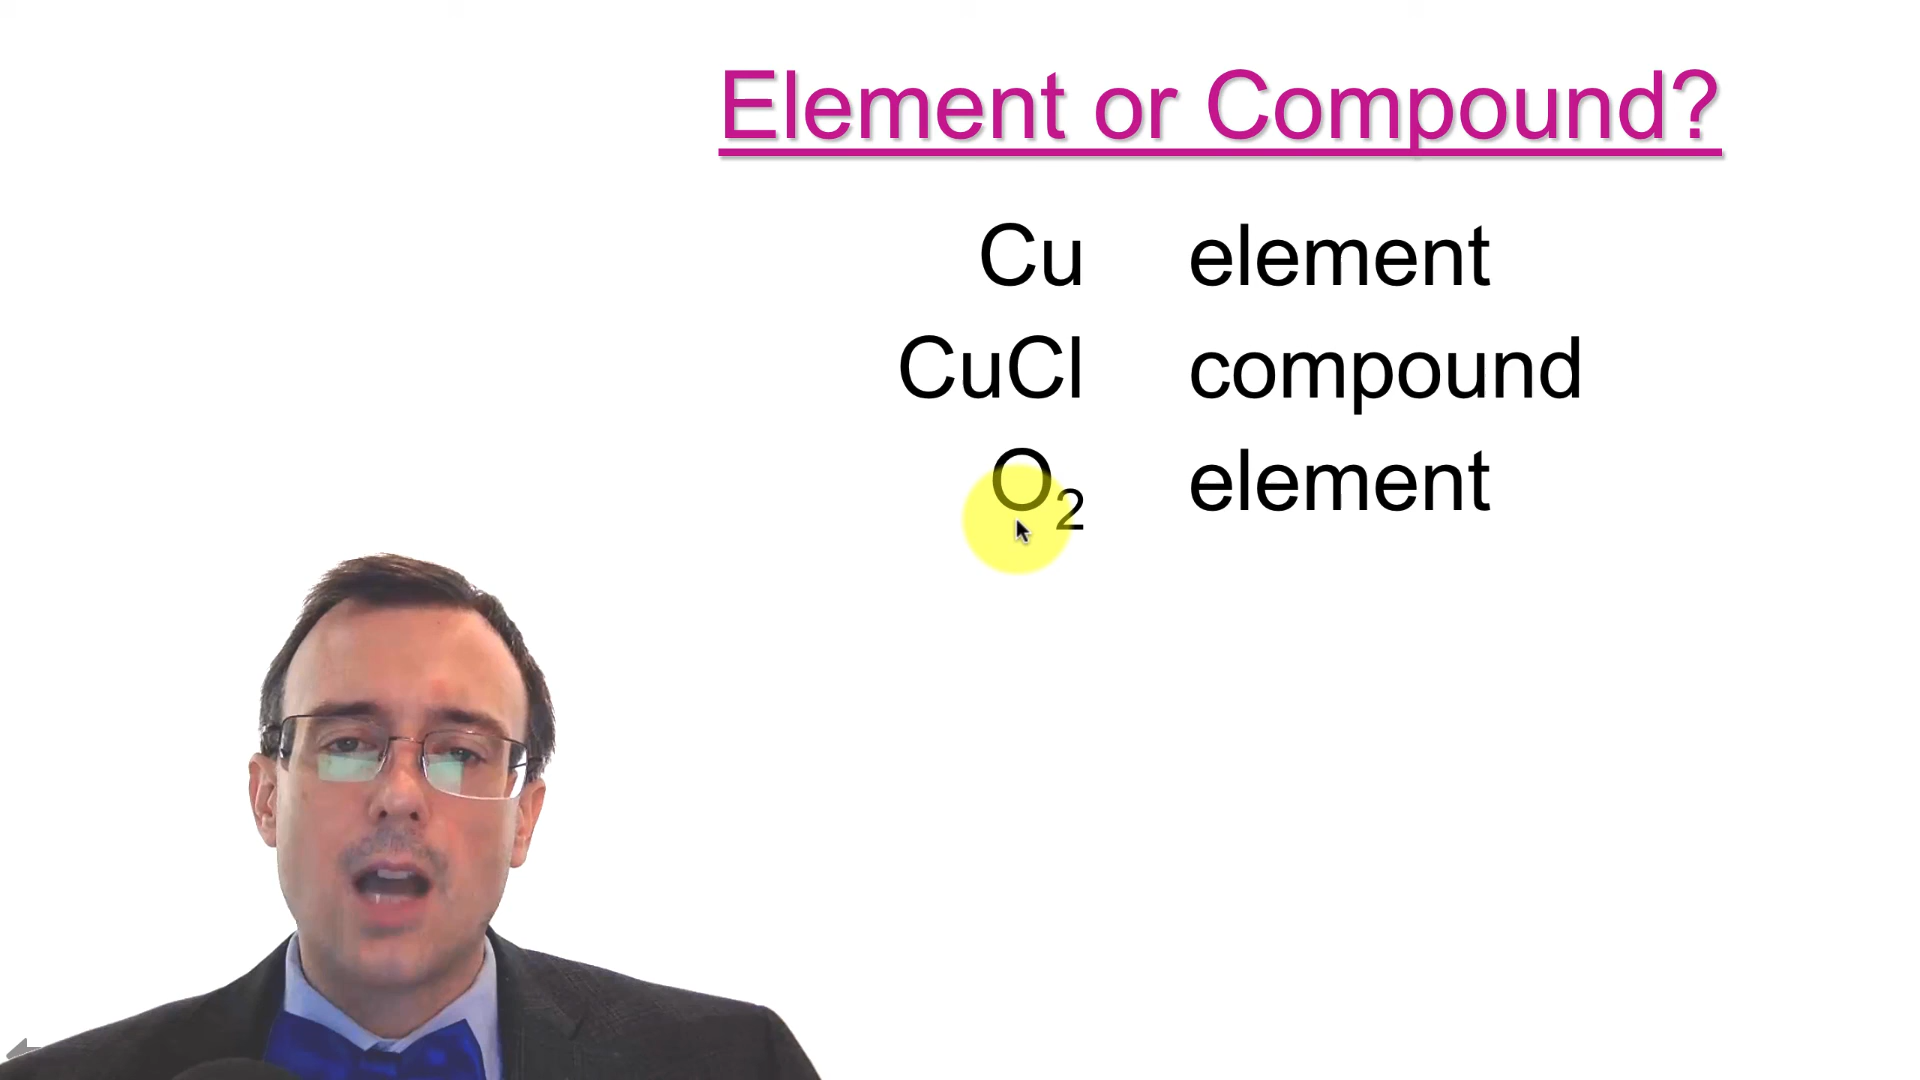 Element or Compound?
Cu element
CuCl compound
O₂ element